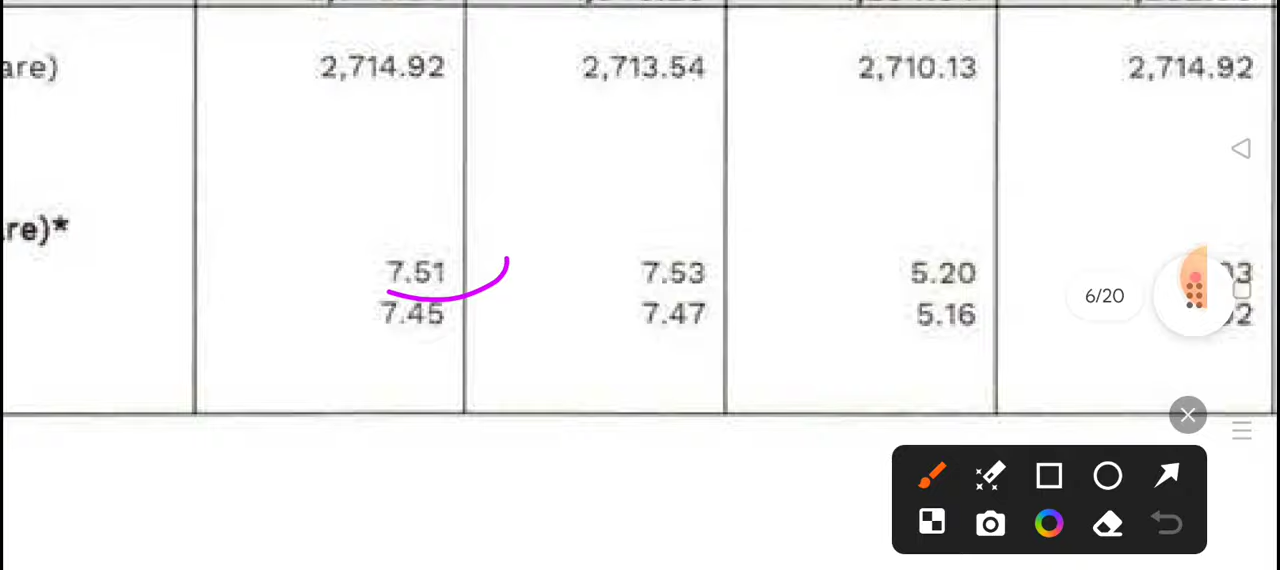 are) 2,714.92 2,713.54 2,710.13 2,714.92
re)*
7.51 7.53 5.20
7.45 7.47 5.16
6/20